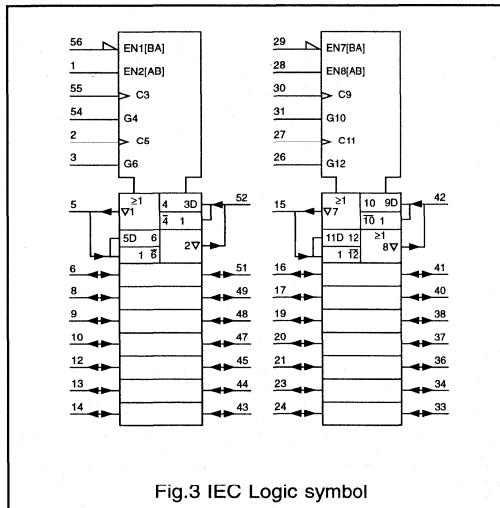 56 EN1[BA] 29 EN7[BA]
1 EN2[AB] 28 EN8[AB]
55 C3 30 C9
54 G4 31 G10
2 C5 27 C11
3 G6 26 G12
5 ≥1 4 3D 52 15 ≥1 10 9D 42
▽1 4̅ 1 ▽7 1̅0̅ 1
5D 6 2▽ 11D 12 ≥1 8▽
1 6̅ 1 1̅2̅
6 51 16 41
8 49 17 40
9 48 19 38
10 47 20 37
12 45 21 36
13 44 23 34
14 43 24 33
Fig.3 IEC Logic symbol